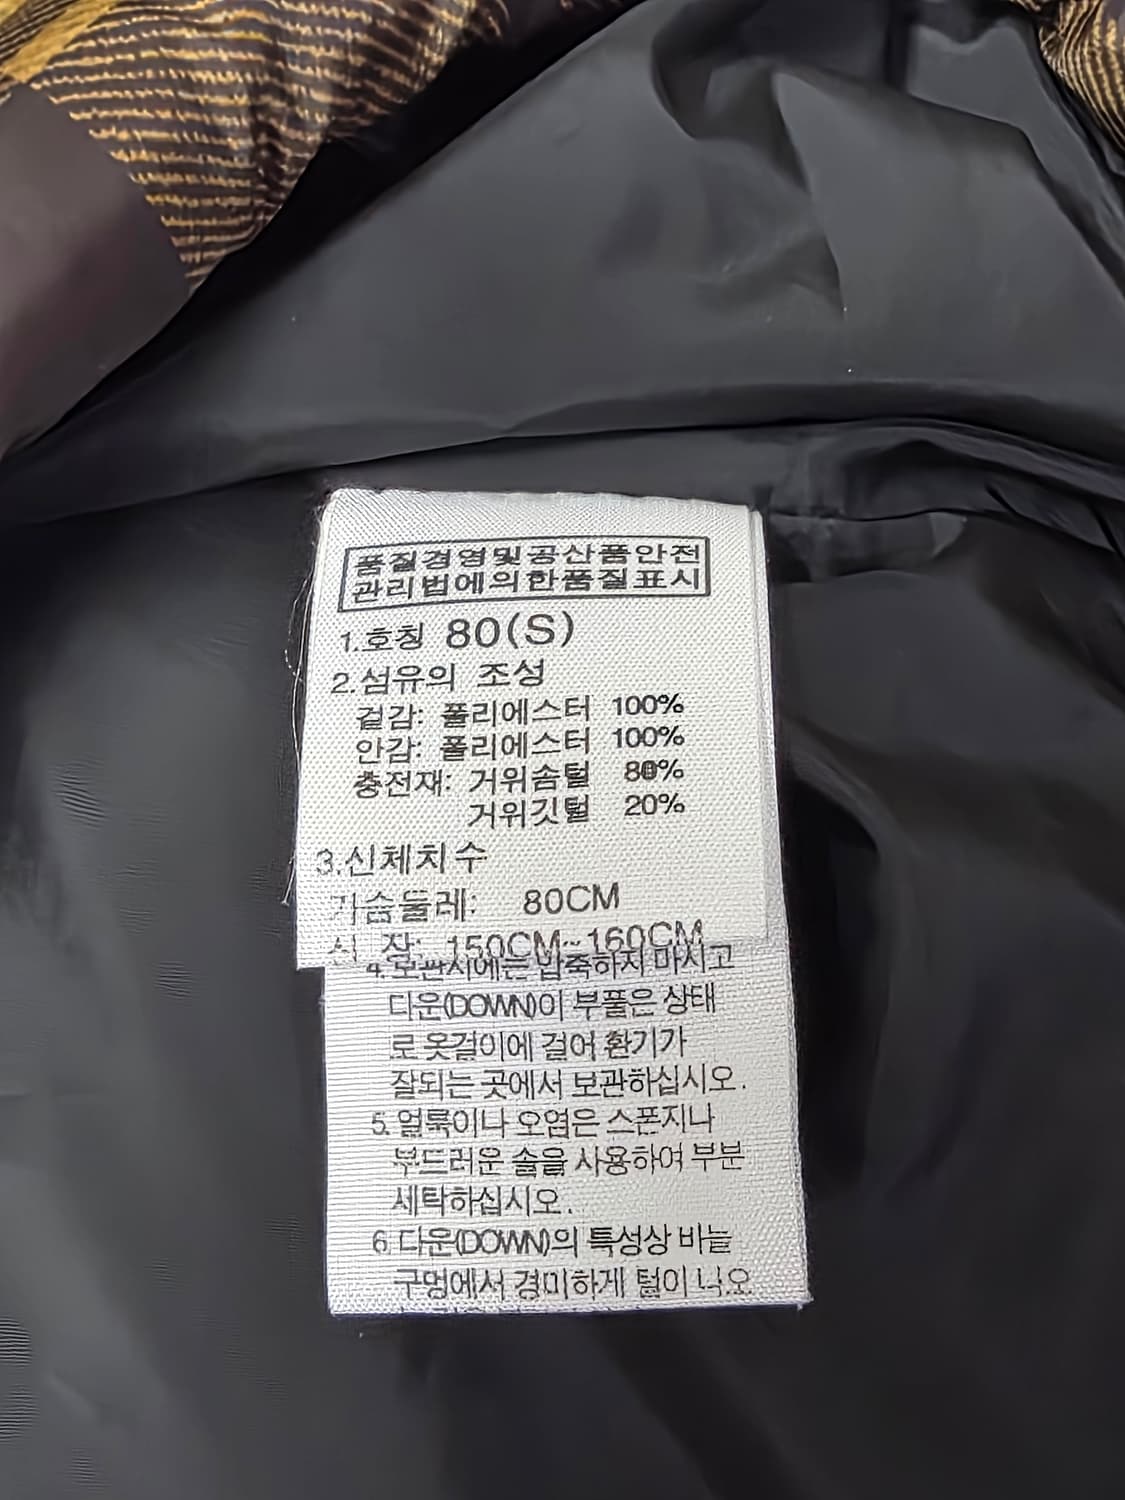 품질경영및공산품안전
관리법에의한품질표시
1.호칭 80(S)
2.섬유의 조성
겉감: 폴리에스터 100%
안감: 폴리에스터 100%
충전재: 거위솜털 80%
거위깃털 20%
3.신체치수
가슴둘레: 80CM
신 장: 150CM~160CM
4.보관시에는 압축하지 마시고
다운(DOWN)이 부풀은 상태
로 옷걸이에 걸어 환기가
잘되는 곳에서 보관하십시오.
5.얼룩이나 오염은 스폰지나
부드러운 솔을 사용하여 부분
세탁하십시오.
6 다운(DOWN)의 특성상 바늘
구멍에서 경미하게 털이 나오